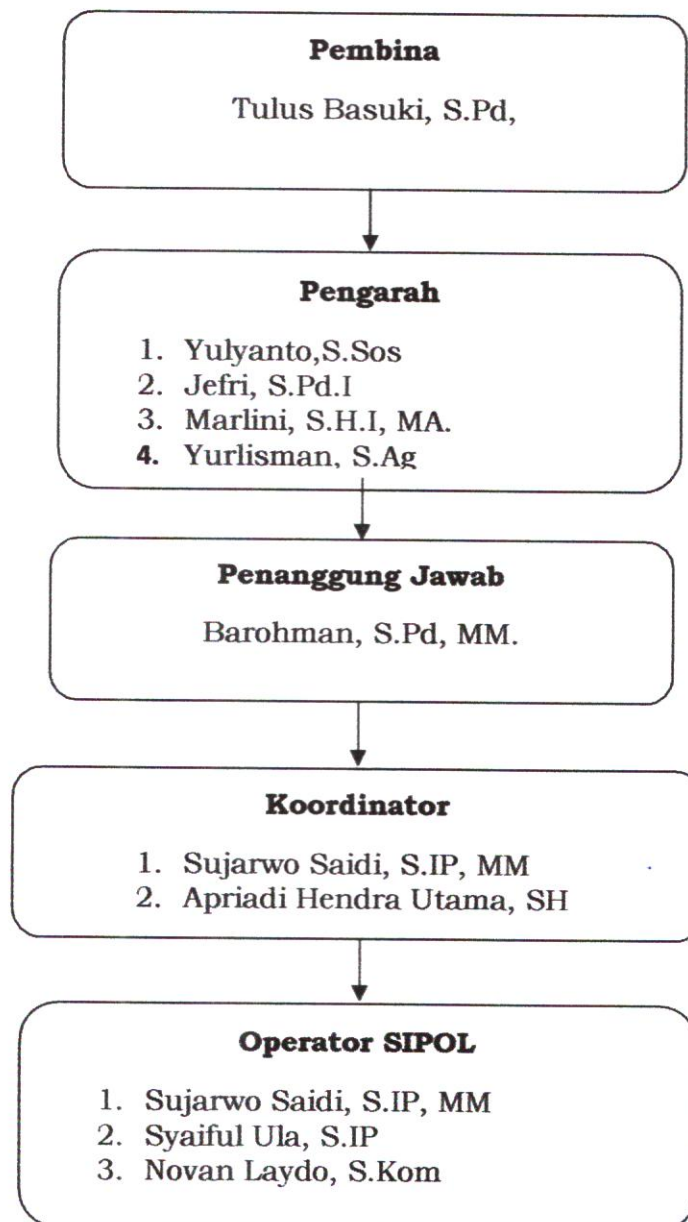 Pembina
Tulus Basuki, S.Pd,
Pengarah
1. Yulyanto,S.Sos
2. Jefri, S.Pd.I
3. Marlini, S.H.I, MA.
4. Yurlisman, S.Ag
Penanggung Jawab
Barohman, S.Pd, MM.
Koordinator
1. Sujarwo Saidi, S.IP, MM
2. Apriadi Hendra Utama, SH
Operator SIPOL
1. Sujarwo Saidi, S.IP, MM
2. Syaiful Ula, S.IP
3. Novan Laydo, S.Kom